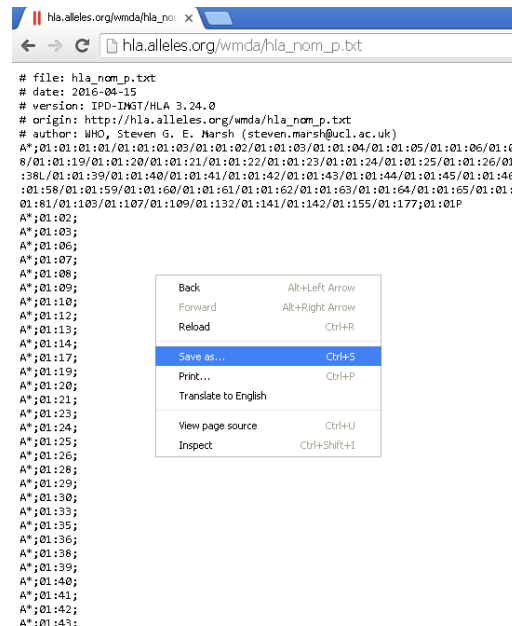 hla.alleles.org/wmda/hla_nor
hla.alleles.org/wmda/hla_nom_p.txt
# file: hla_nom_p.txt
# date: 2016-04-15
# version: IPD-IMGT/HLA 3.24.0
# origin: http://hla.alleles.org/wmda/hla_nom_p.txt
# author: WHO, Steven G. E. Marsh (steven.marsh@ucl.ac.uk)
A*;01:01:01:01/01:01:01:03/01:01:02/01:01:03/01:01:04/01:01:05/01:01:06/01:0
8/01:01:19/01:01:20/01:01:21/01:01:22/01:01:23/01:01:24/01:01:25/01:01:26/01
:38L/01:01:39/01:01:40/01:01:41/01:01:42/01:01:43/01:01:44/01:01:45/01:01:46
:01:58/01:01:59/01:01:60/01:01:61/01:01:62/01:01:63/01:01:64/01:01:65/01:01:
01:81/01:103/01:107/01:109/01:132/01:141/01:142/01:155/01:177;01:01P
A*;01:02;
A*;01:03;
A*;01:06;
A*;01:07;
A*;01:08;
A*;01:09;
A*;01:10;
A*;01:12;
A*;01:13;
A*;01:14;
A*;01:17;
A*;01:19;
A*;01:20;
A*;01:21;
A*;01:23;
A*;01:24;
A*;01:25;
A*;01:26;
A*;01:28;
A*;01:29;
A*;01:30;
A*;01:33;
A*;01:35;
A*;01:36;
A*;01:38;
A*;01:39;
A*;01:40;
A*;01:41;
A*;01:42;
A*;01:43;
Back Alt+Left Arrow
Forward Alt+Right Arrow
Reload Ctrl+R
Save as... Ctrl+S
Print... Ctrl+P
Translate to English
View page source Ctrl+U
Inspect Ctrl+Shift+I